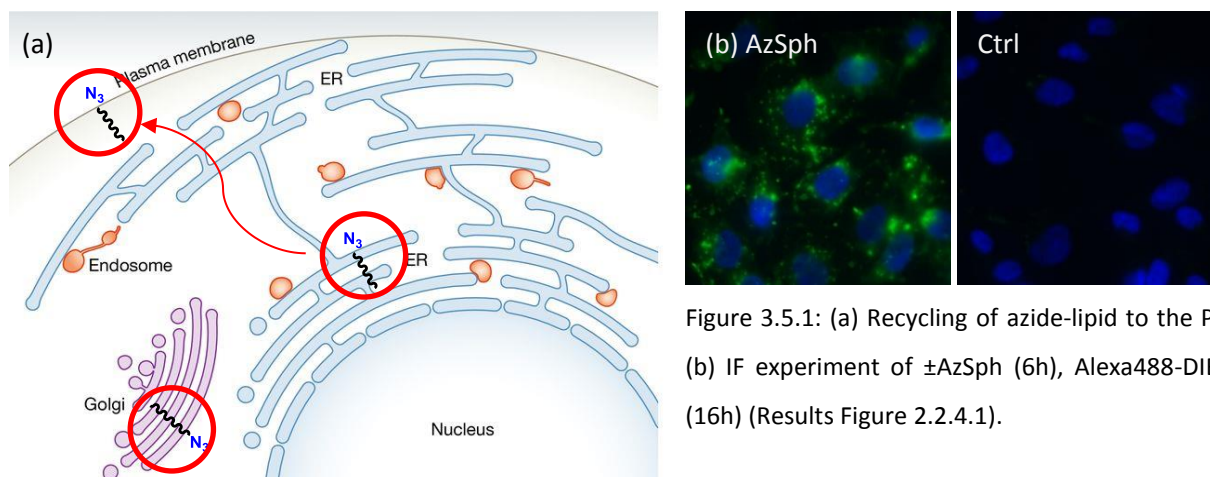 (a)
Plasma membrane
N3
ER
N3
ER
Endosome
Golgi
N3
Nucleus
(b) AzSph
Ctrl
Figure 3.5.1: (a) Recycling of azide-lipid to the
(b) IF experiment of ±AzSph (6h), Alexa488-
(16h) (Results Figure 2.2.4.1).